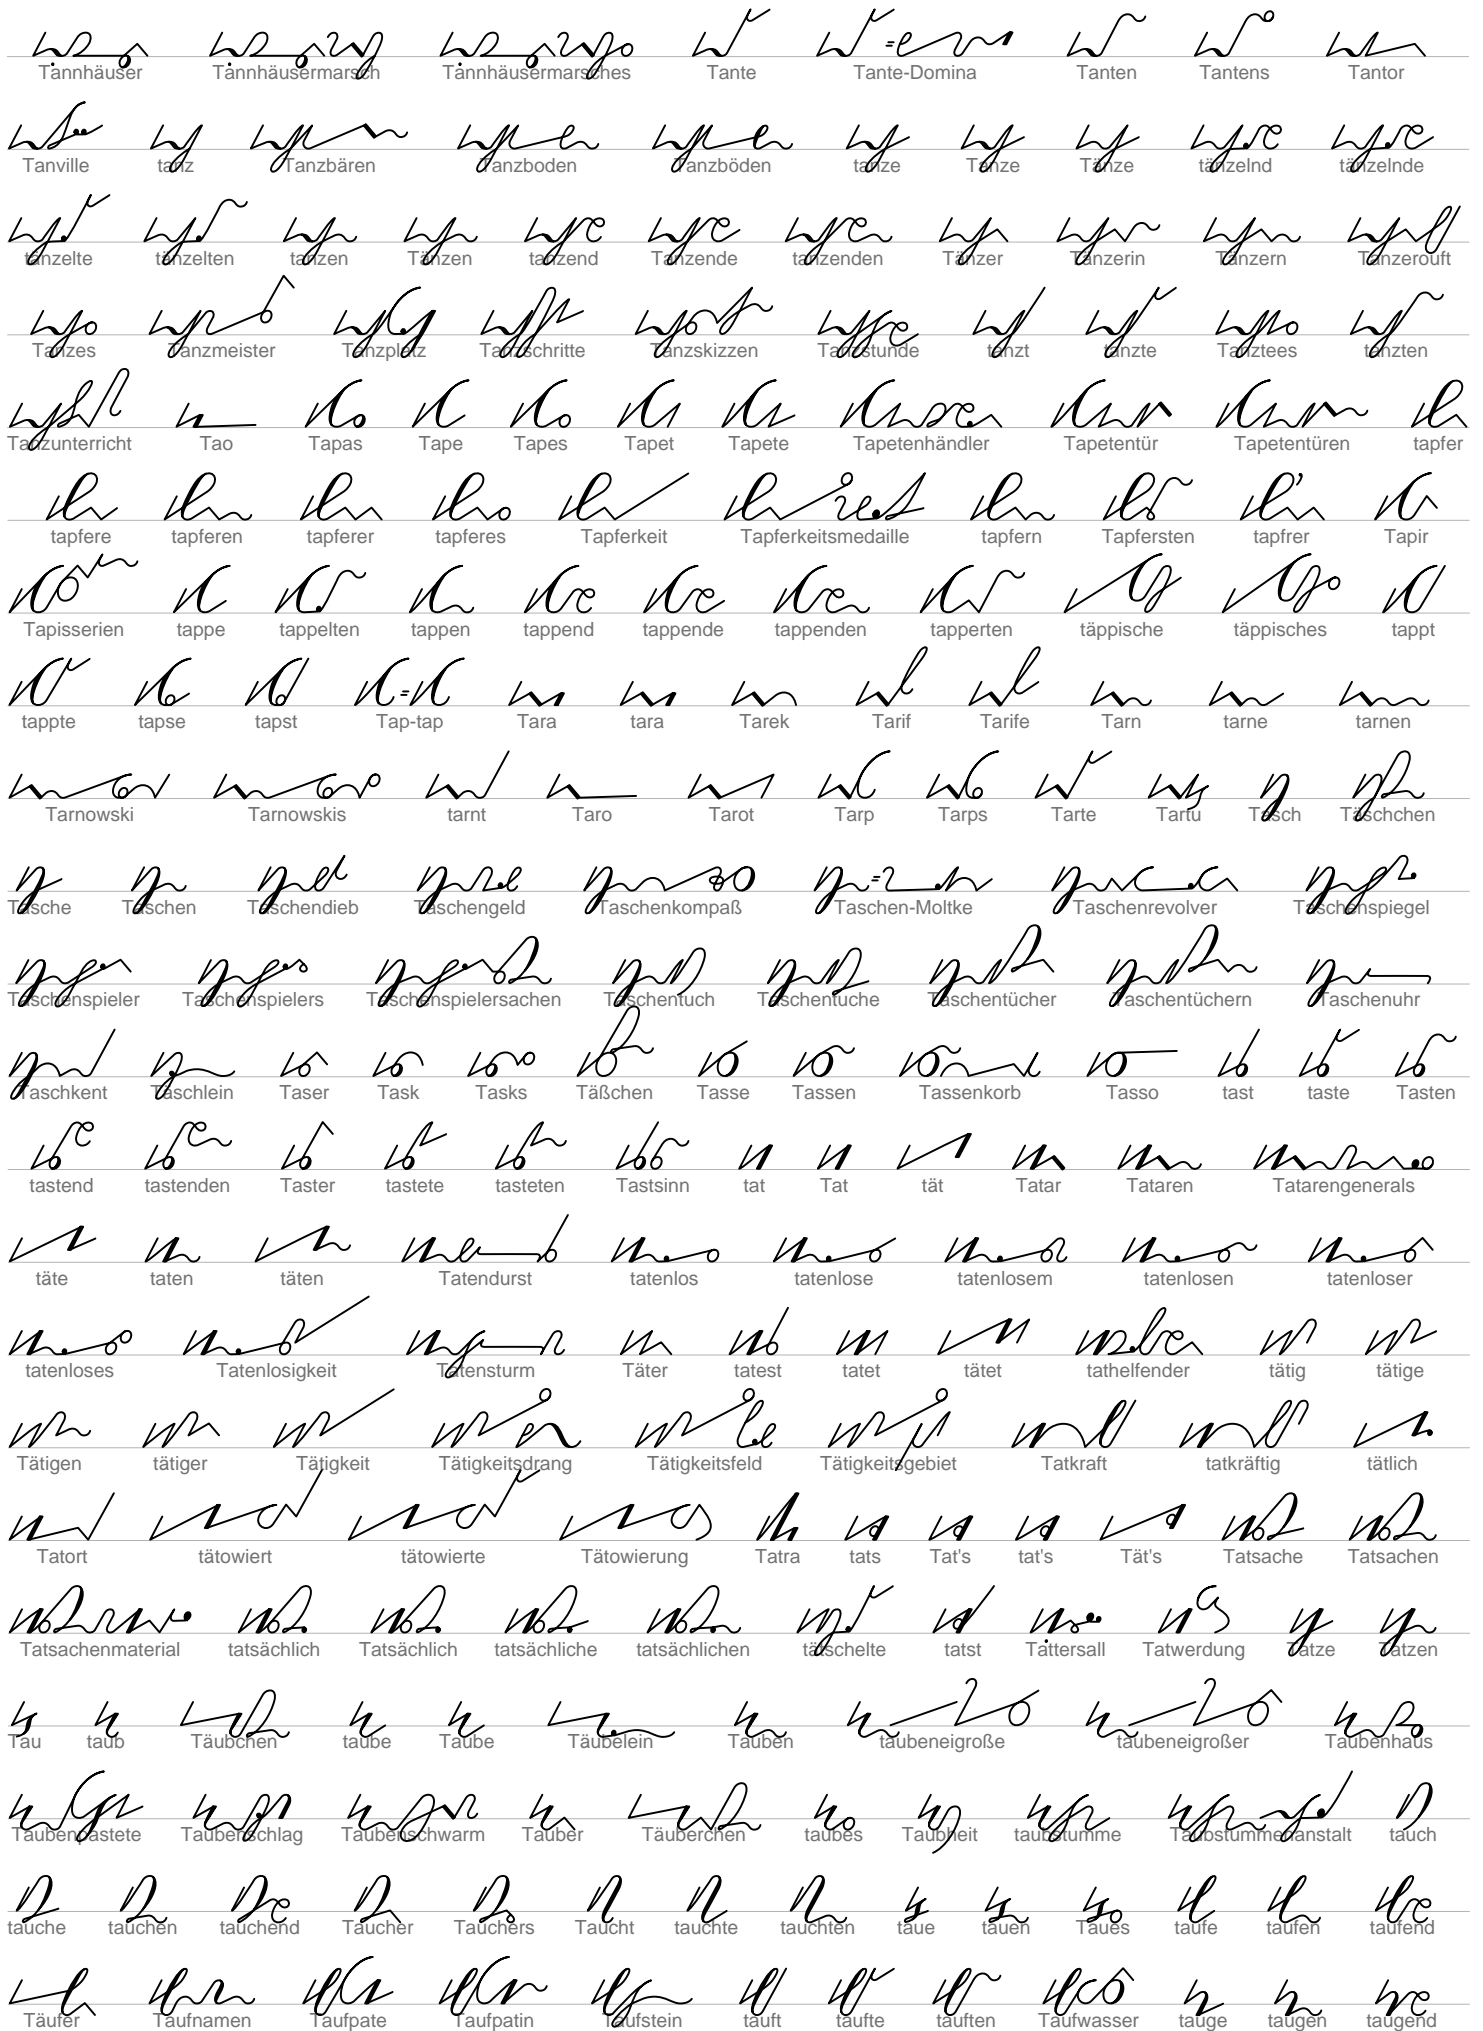 Tannhäuser Tannhäusermarsch Tannhäusermarsches Tante Tante-Domina Tanten Tantens Tantor
Tanville tanz Tanzbären Tanzboden Tanzböden tanze Tanze Tänze tänzelnd tänzelnde
tänzelte tänzelten tanzen Tänzen tanzend Tanzende tanzenden Tänzer Tänzerin Tänzern Tänzerouft
Tanzes Tanzmeister Tanzplatz Tanzschritte Tanzskizzen Tanzstunde tanzt tanzte Tanztees tanzten
Tanzunterricht Tao Tapas Tape Tapes Tapet Tapete Tapetenhändler Tapetentür Tapetentüren tapfer
tapfere tapferen tapferer tapferes Tapferkeit Tapferkeitsmedaille tapfern Tapfersten tapfrer Tapir
Tapisserien tappe tappelten tappen tappend tappende tappenden tapperten täppische täppisches tappt
tappte tapse tapst Tap-tap Tara tara Tarek Tarif Tarife Tarn tarne tarnen
Tarnowski Tarnowskis tarnt Taro Tarot Tarp Tarps Tarte Tartu Tasch Täschchen
Tasche Taschen Taschendieb Taschengeld Taschenkompaß Taschen-Moltke Taschenrevolver Taschenspiegel
Taschenspieler Taschenspielers Taschenspielersachen Taschentuch Taschentuche Taschentücher Taschentüchern Taschenuhr
Taschkent Täschlein Taser Task Tasks Täßchen Tasse Tassen Tassenkorb Tasso tast taste Tasten
tastend tastenden Taster tastete tasteten Tastsinn tat Tat tät Tatar Tataren Tatarengenerals
täte taten täten Tatendurst tatenlos tatenlose tatenlosem tatenlosen tatenloser
tatenloses Tatenlosigkeit Tatensturm Täter tatest tatet tätet tathelfender tätig tätige
Tätigen tätiger Tätigkeit Tätigkeitsdrang Tätigkeitsfeld Tätigkeitsgebiet Tatkraft tatkräftig tätlich
Tatort tätowiert tätowierte Tätowierung Tatra tats Tat's tat's Tät's Tatsache Tatsachen
Tatsachenmaterial tatsächlich Tatsächlich tatsächliche tatsächlichen tätschelte tatst Tattersall Tatwerdung Tatze Tatzen
Tau taub Täubchen taube Taube Täubelein Tauben taubeneigroße taubeneigroßer Taubenhaus
Taubenpastete Taubenschlag Taubenschwarm Tauber Täuberchen taubes Taubheit taubstumme Taubstummenanstalt tauch
tauche tauchen tauchend Taucher Tauchers Taucht tauchte tauchten taue tauen Taues taufe taufen taufend
Täufer Taufnamen Taufpate Taufpatin Taufstein tauft taufte tauften Taufwasser tauge taugen taugend